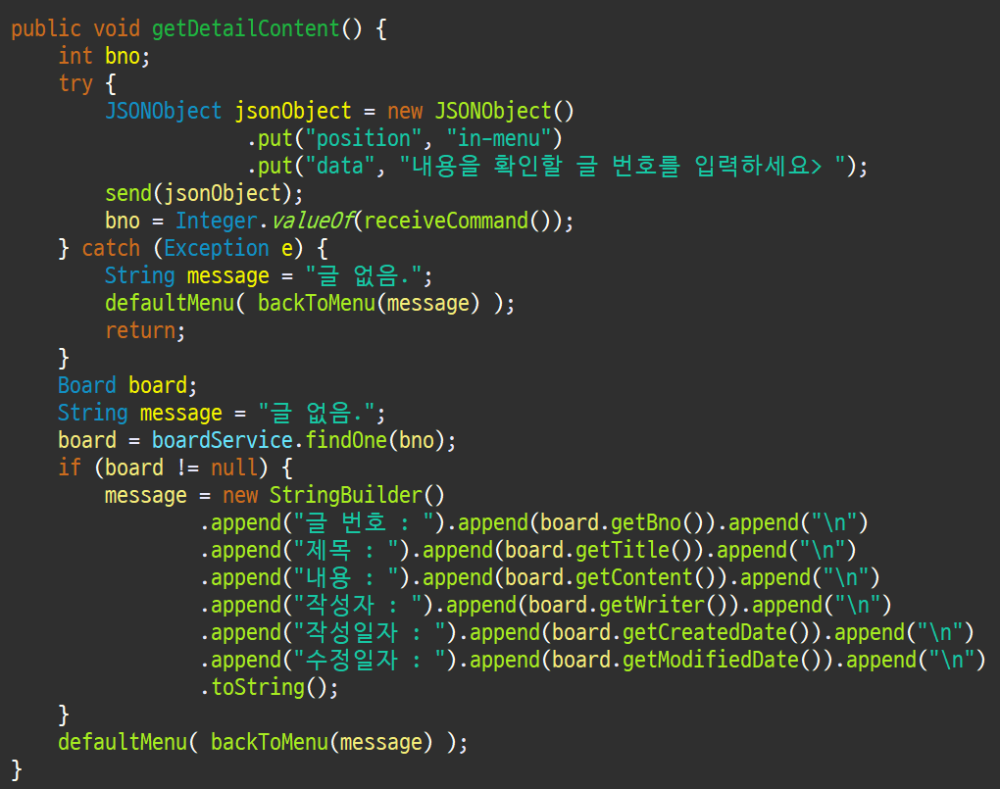 public void getDetailContent() {
    int bno;
    try {
        JSONObject jsonObject = new JSONObject()
                    .put("position", "in-menu")
                    .put("data", "내용을 확인할 글 번호를 입력하세요> ");
        send(jsonObject);
        bno = Integer.valueOf(receiveCommand());
    } catch (Exception e) {
        String message = "글 없음.";
        defaultMenu( backToMenu(message) );
        return;
    }
    Board board;
    String message = "글 없음.";
    board = boardService.findOne(bno);
    if (board != null) {
        message = new StringBuilder()
                .append("글 번호 : ").append(board.getBno()).append("\n")
                .append("제목 : ").append(board.getTitle()).append("\n")
                .append("내용 : ").append(board.getContent()).append("\n")
                .append("작성자 : ").append(board.getWriter()).append("\n")
                .append("작성일자 : ").append(board.getCreatedDate()).append("\n")
                .append("수정일자 : ").append(board.getModifiedDate()).append("\n")
                .toString();
    }
    defaultMenu( backToMenu(message) );
}